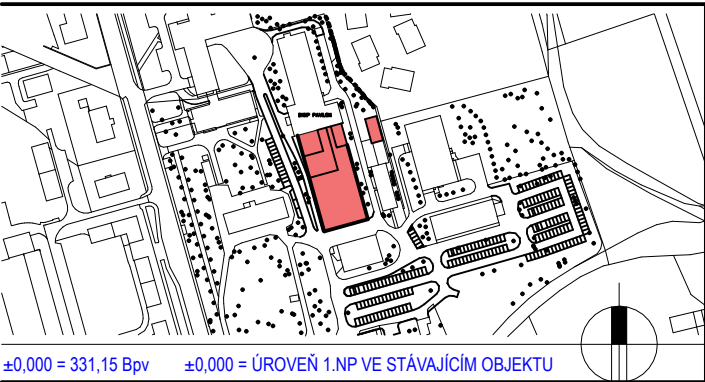 ±0,000 = 331,15 Bpv ±0,000 = ÚROVEŇ 1.NP VE STÁVAJÍCÍM OBJEKTU